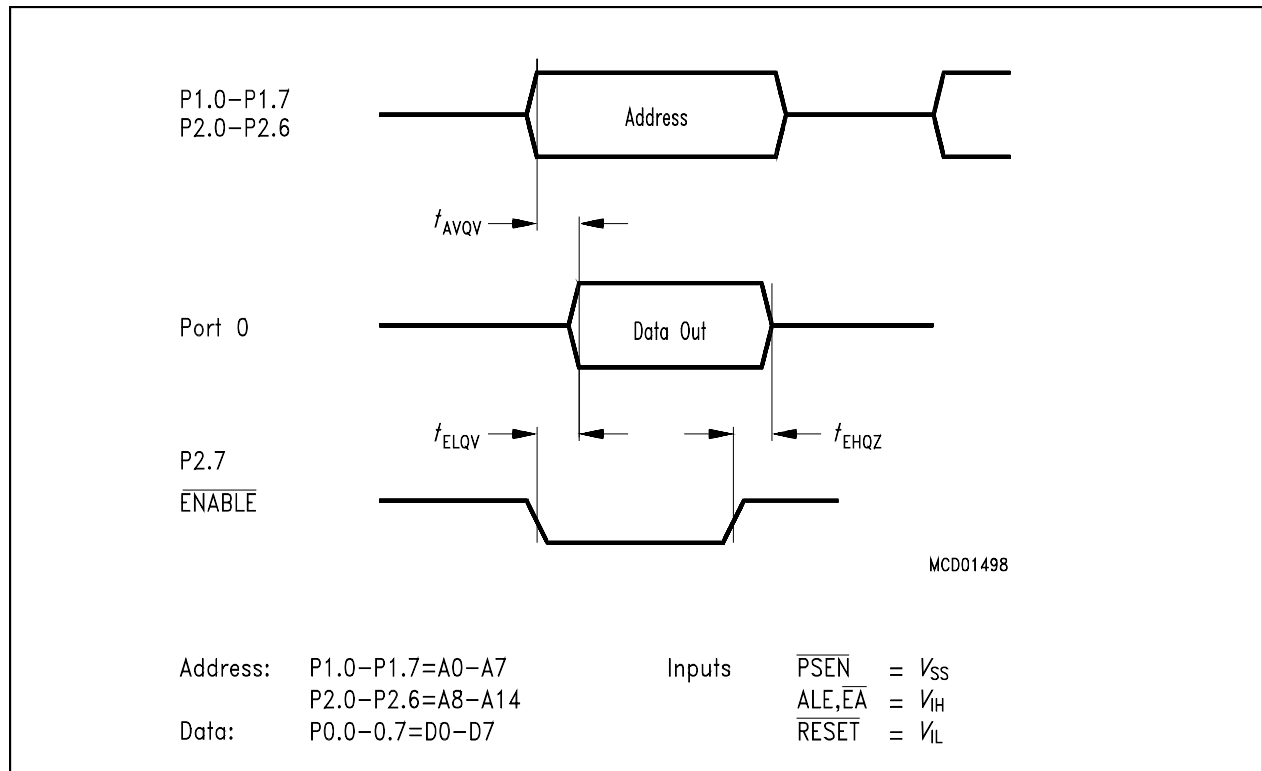 P1.0-P1.7
P2.0-P2.6
Address
tAVQV
Port 0
Data Out
tELQV
tEHQZ
P2.7
ENABLE
MCD01498
Address: P1.0-P1.7=A0-A7
P2.0-P2.6=A8-A14
Data: P0.0-0.7=D0-D7
Inputs PSEN = VSS
ALE,EA = VIH
RESET = VIL